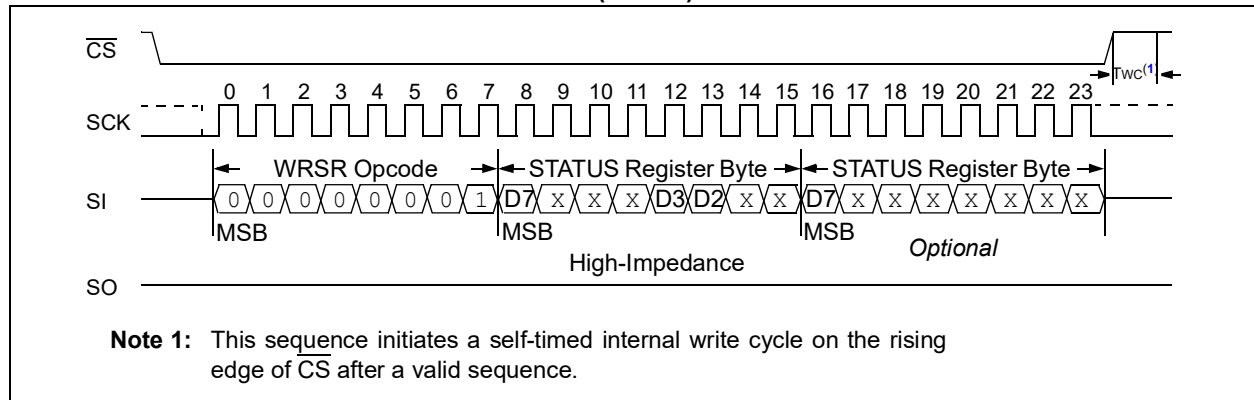 CS
TWC(1)
0 1 2 3 4 5 6 7 8 9 10 11 12 13 14 15 16 17 18 19 20 21 22 23
SCK
WRSR Opcode STATUS Register Byte STATUS Register Byte
SI 0 0 0 0 0 0 0 1 D7 X X X D3 D2 X X D7 X X X X X X X
MSB MSB MSB
Optional
High-Impedance
SO
Note 1: This sequence initiates a self-timed internal write cycle on the rising
edge of CS after a valid sequence.